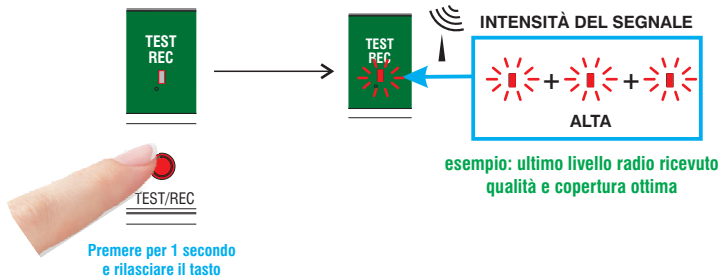 TEST
REC
TEST
REC
INTENSITÀ DEL SEGNALE
+ +
ALTA
esempio: ultimo livello radio ricevuto
qualità e copertura ottima
TEST/REC
Premere per 1 secondo
e rilasciare il tasto